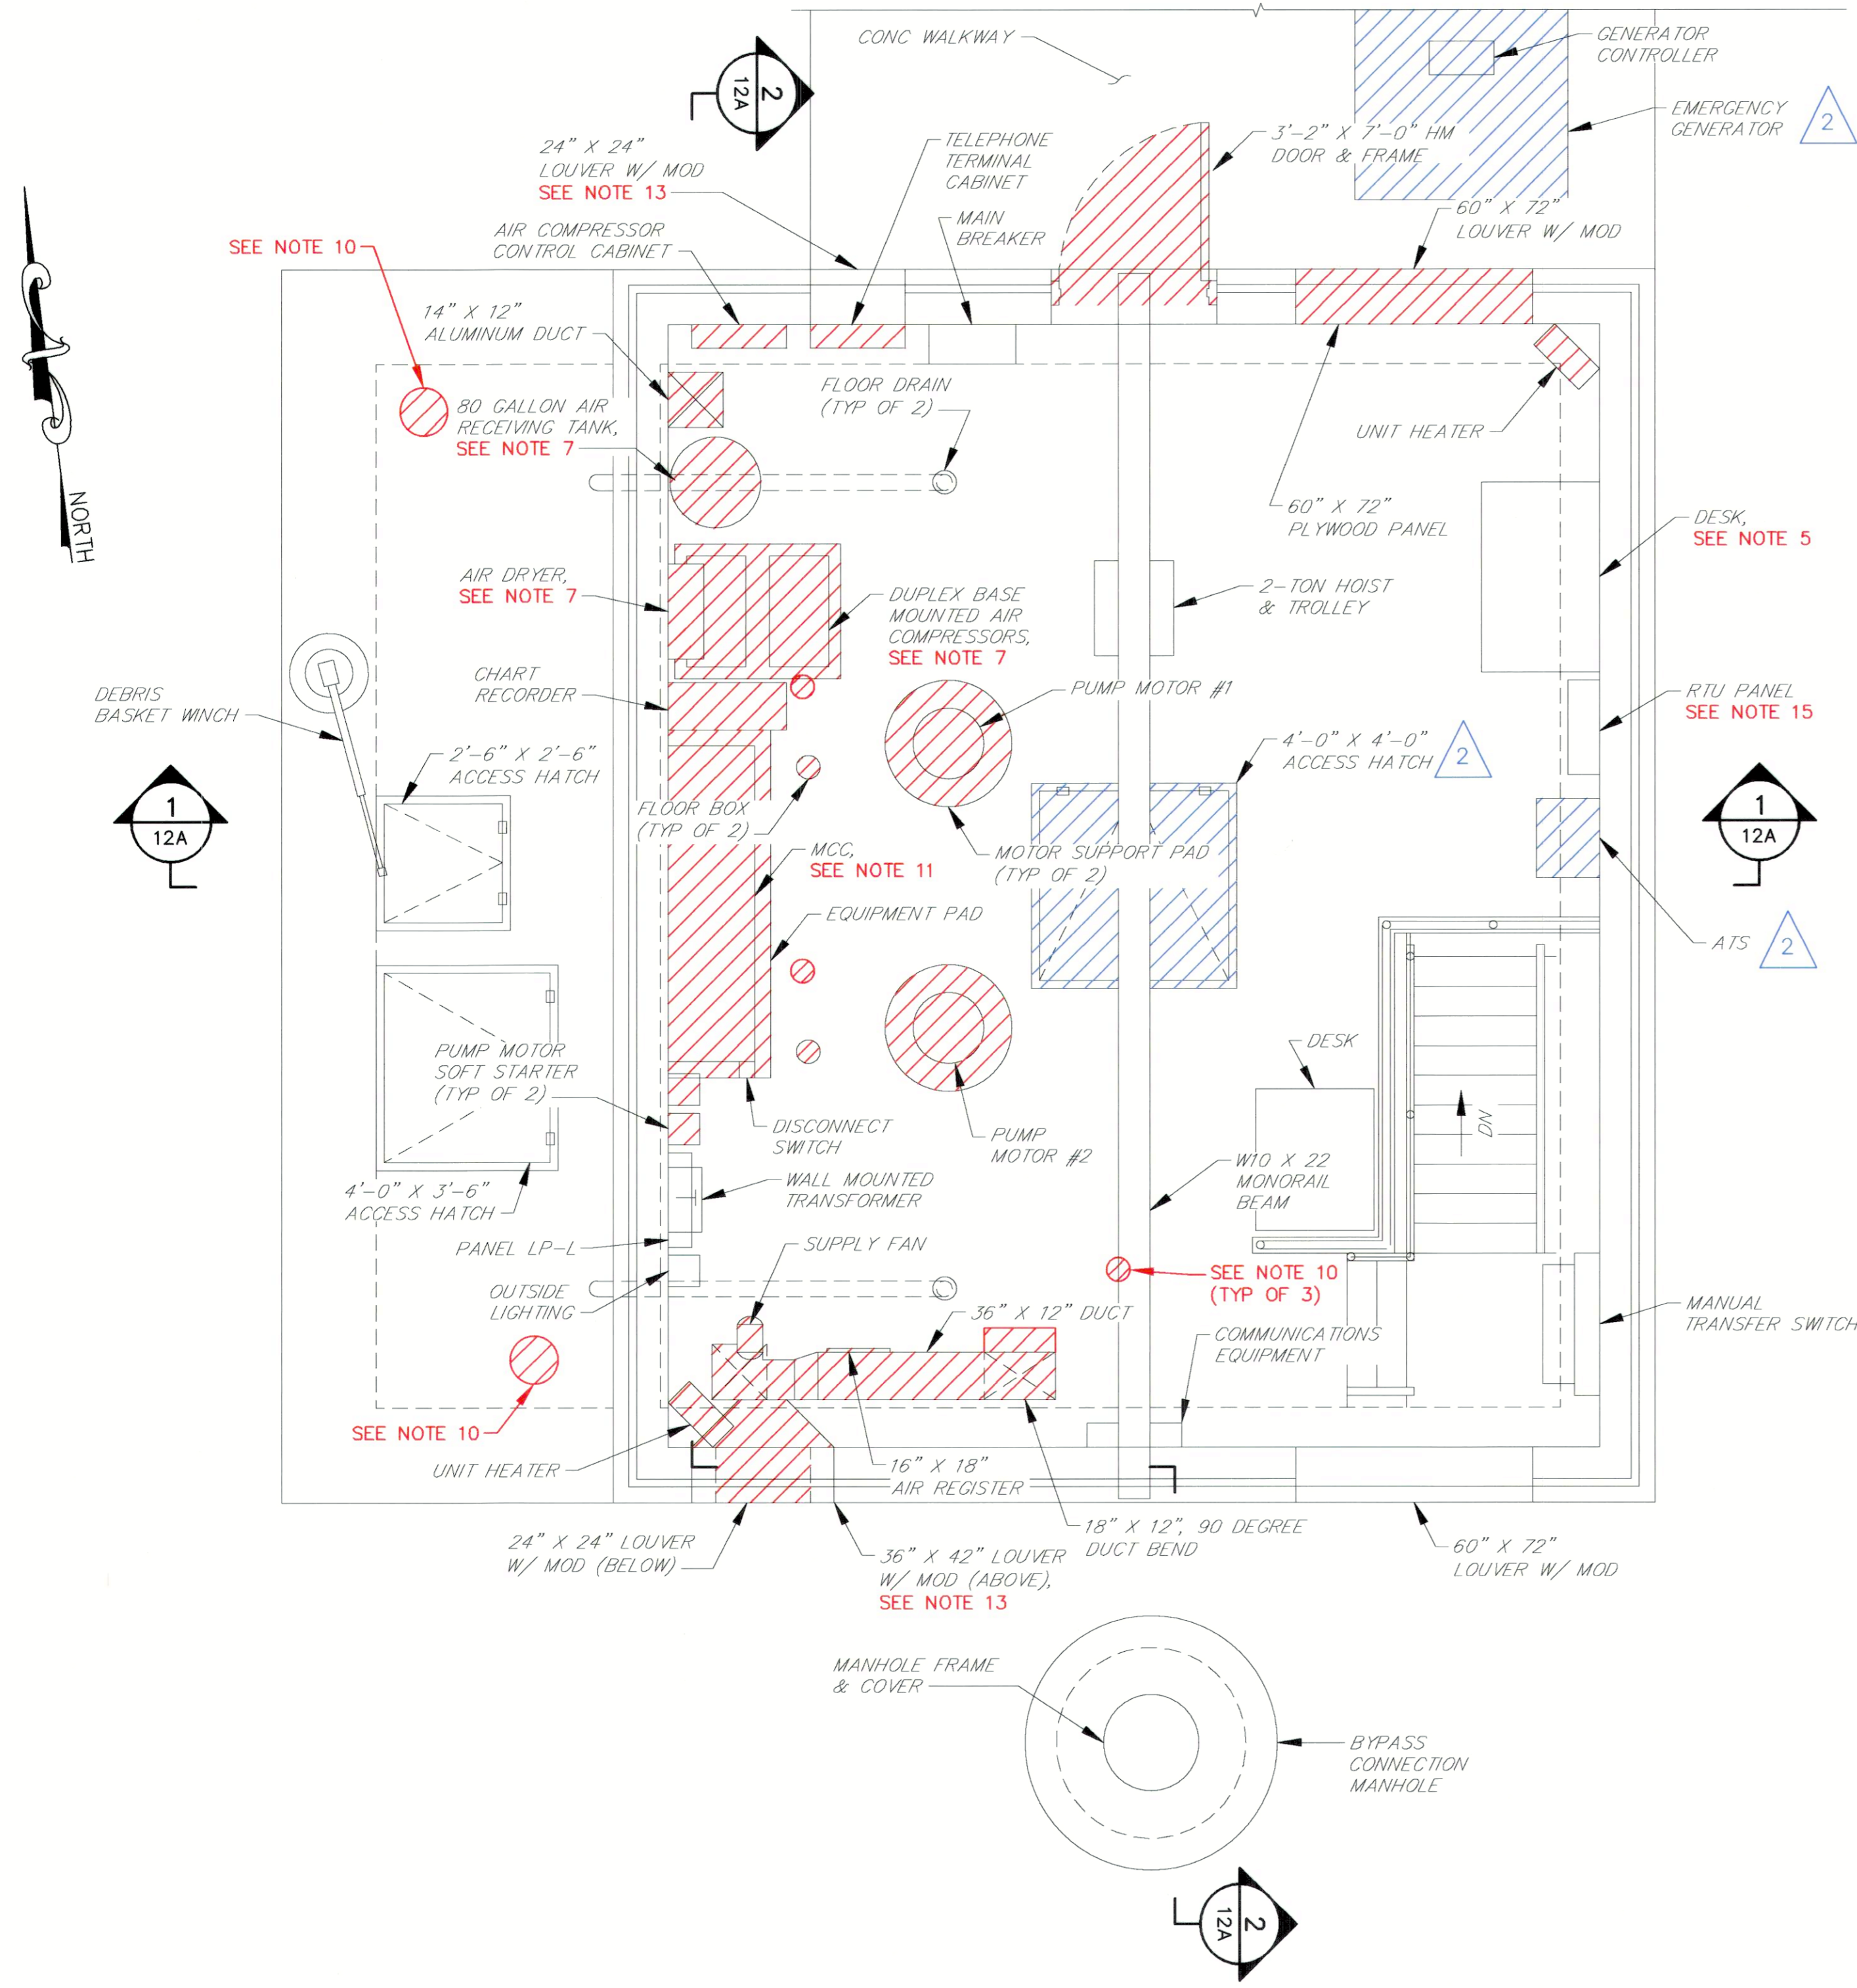 CONC WALKWAY
GENERATOR
CONTROLLER
2
12A
EMERGENCY
GENERATOR
2
24" X 24"
LOUVER W/ MOD
SEE NOTE 13
TELEPHONE
TERMINAL
CABINET
3'-2" X 7'-0" HM
DOOR & FRAME
MAIN
BREAKER
60" X 72"
LOUVER W/ MOD
SEE NOTE 10
AIR COMPRESSOR
CONTROL CABINET
14" X 12"
ALUMINUM DUCT
NORTH
80 GALLON AIR
RECEIVING TANK,
SEE NOTE 7
FLOOR DRAIN
(TYP OF 2)
UNIT HEATER
60" X 72"
PLYWOOD PANEL
DESK,
SEE NOTE 5
AIR DRYER,
SEE NOTE 7
DUPLEX BASE
MOUNTED AIR
COMPRESSORS,
SEE NOTE 7
2-TON HOIST
& TROLLEY
CHART
RECORDER
PUMP MOTOR #1
DEBRIS
BASKET WINCH
RTU PANEL
SEE NOTE 15
2'-6" X 2'-6"
ACCESS HATCH
4'-0" X 4'-0"
ACCESS HATCH
2
1
12A
FLOOR BOX
(TYP OF 2)
1
12A
MCC,
SEE NOTE 11
MOTOR SUPPORT PAD
(TYP OF 2)
EQUIPMENT PAD
ATS
2
PUMP MOTOR
SOFT STARTER
(TYP OF 2)
DESK
DN
DISCONNECT
SWITCH
PUMP
MOTOR #2
W10 X 22
MONORAIL
BEAM
4'-0" X 3'-6"
ACCESS HATCH
WALL MOUNTED
TRANSFORMER
PANEL LP-L
SUPPLY FAN
OUTSIDE
LIGHTING
SEE NOTE 10
(TYP OF 3)
36" X 12" DUCT
MANUAL
TRANSFER SWITCH
COMMUNICATIONS
EQUIPMENT
SEE NOTE 10
UNIT HEATER
16" X 18"
AIR REGISTER
24" X 24" LOUVER
W/ MOD (BELOW)
36" X 42" LOUVER
W/ MOD (ABOVE),
SEE NOTE 13
18" X 12", 90 DEGREE
DUCT BEND
60" X 72"
LOUVER W/ MOD
MANHOLE FRAME
& COVER
BYPASS
CONNECTION
MANHOLE
2
12A